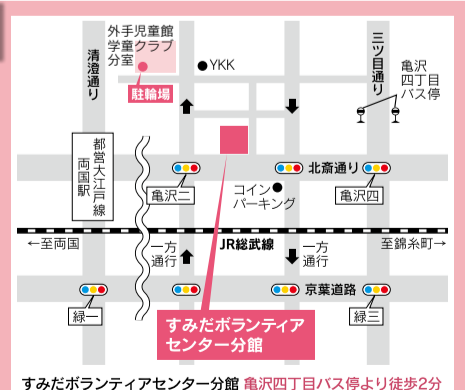 外手児童館
学童クラブ
分室
YKK
駐輪場
清澄通り
三ツ目通り
亀沢
四丁目
バス停
都営大江戸線
両国駅
北斎通り
亀沢二
亀沢四
コイン
パーキング
←至両国
一方
通行
JR総武線
一方
通行
至錦糸町→
京葉道路
緑一
緑三
すみだボランティア
センター分館
すみだボランティアセンター分館 亀沢四丁目バス停より徒歩2分